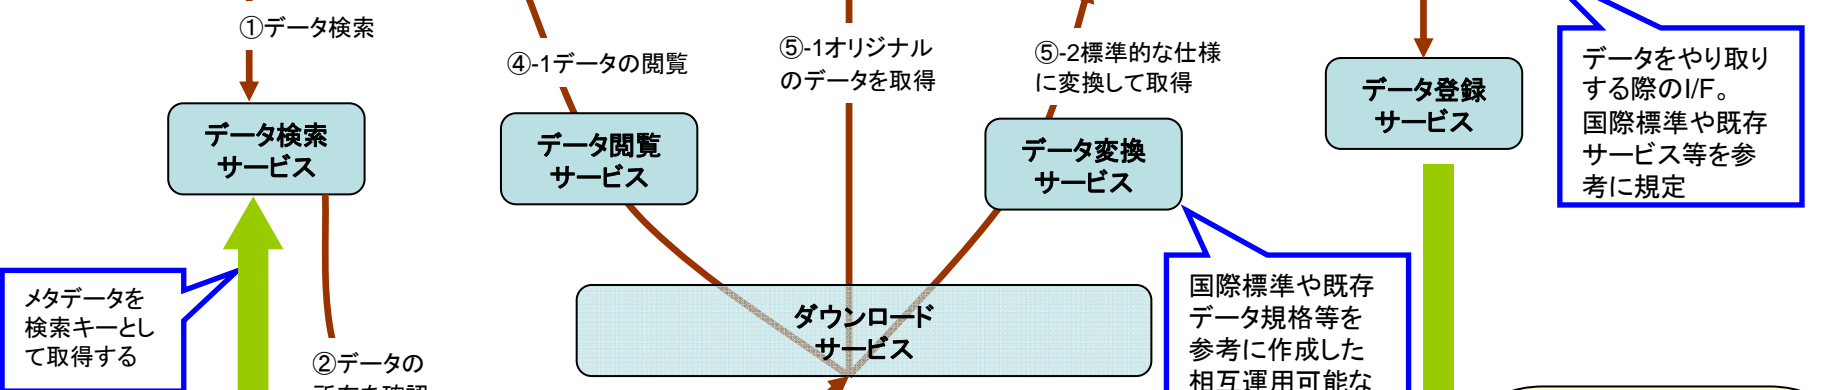 ①データ検索
④-1データの閲覧
⑤-1オリジナル
のデータを取得
⑤-2標準的な仕様
に変換して取得
データ検索
サービス
データ閲覧
サービス
データ変換
サービス
データ登録
サービス
データをやり取り
する際のI/F。
国際標準や既存
サービス等を参
考に規定
メタデータを
検索キーとし
て取得する
②データの
所在を確認
ダウンロード
サービス
国際標準や既存
データ規格等を
参考に作成した
相互運用可能な